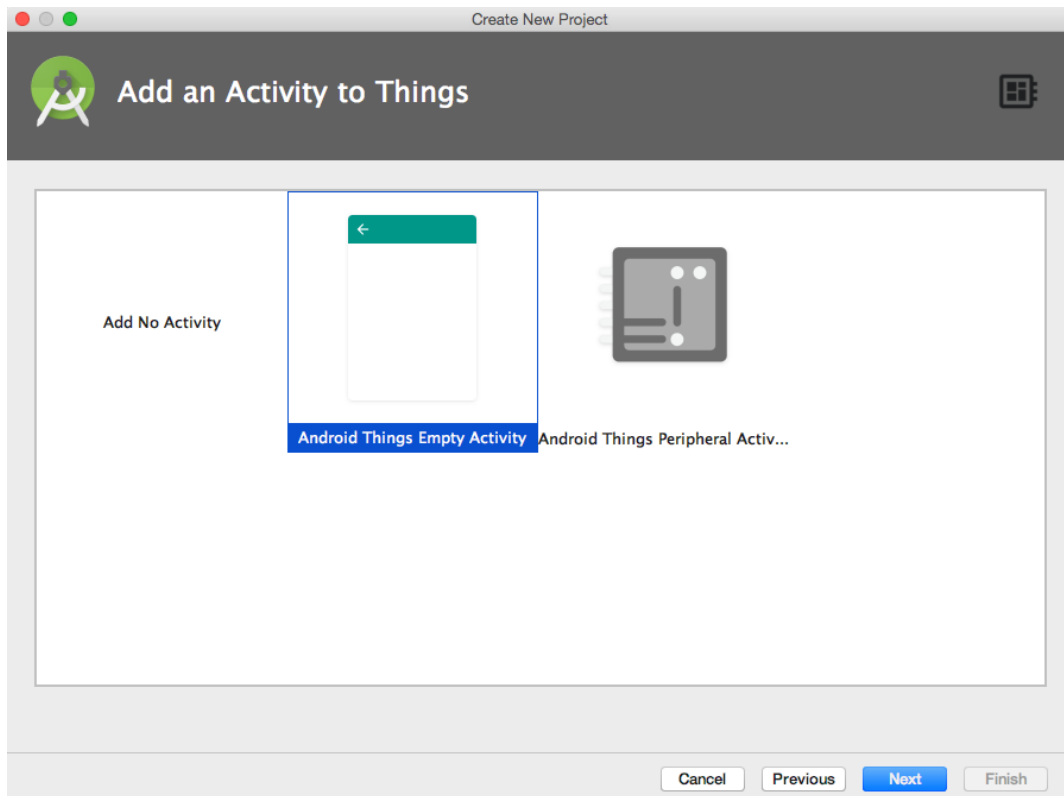 Create New Project
Add an Activity to Things
Add No Activity
Android Things Empty Activity
Android Things Peripheral Activ...
Cancel
Previous
Next
Finish